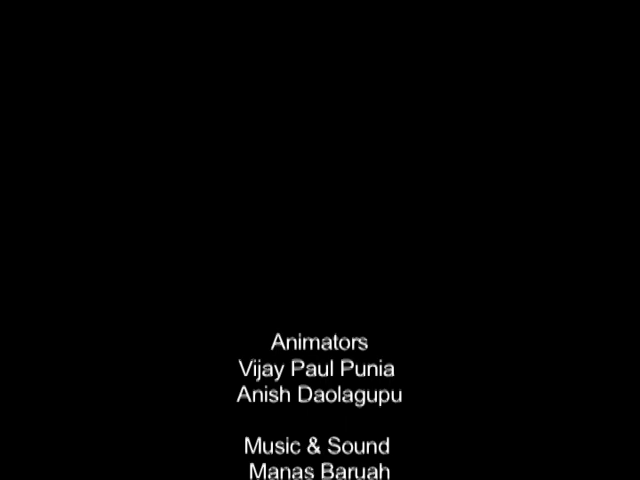 Animators
Vijay Paul Punia
Anish Daolagupu
Music & Sound
Manas Baruah